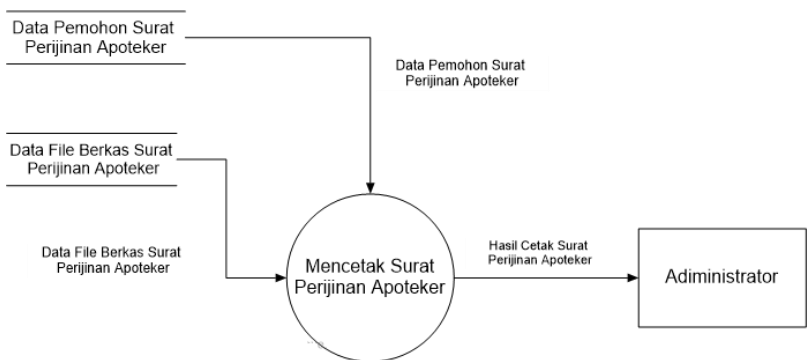 Data Pemohon Surat
Perijinan Apoteker
Data Pemohon Surat
Perijinan Apoteker
Data File Berkas Surat
Perijinan Apoteker
Data File Berkas Surat
Perijinan Apoteker
Mencetak Surat
Perijinan Apoteker
Hasil Cetak Surat
Perijinan Apoteker
Adiministrator